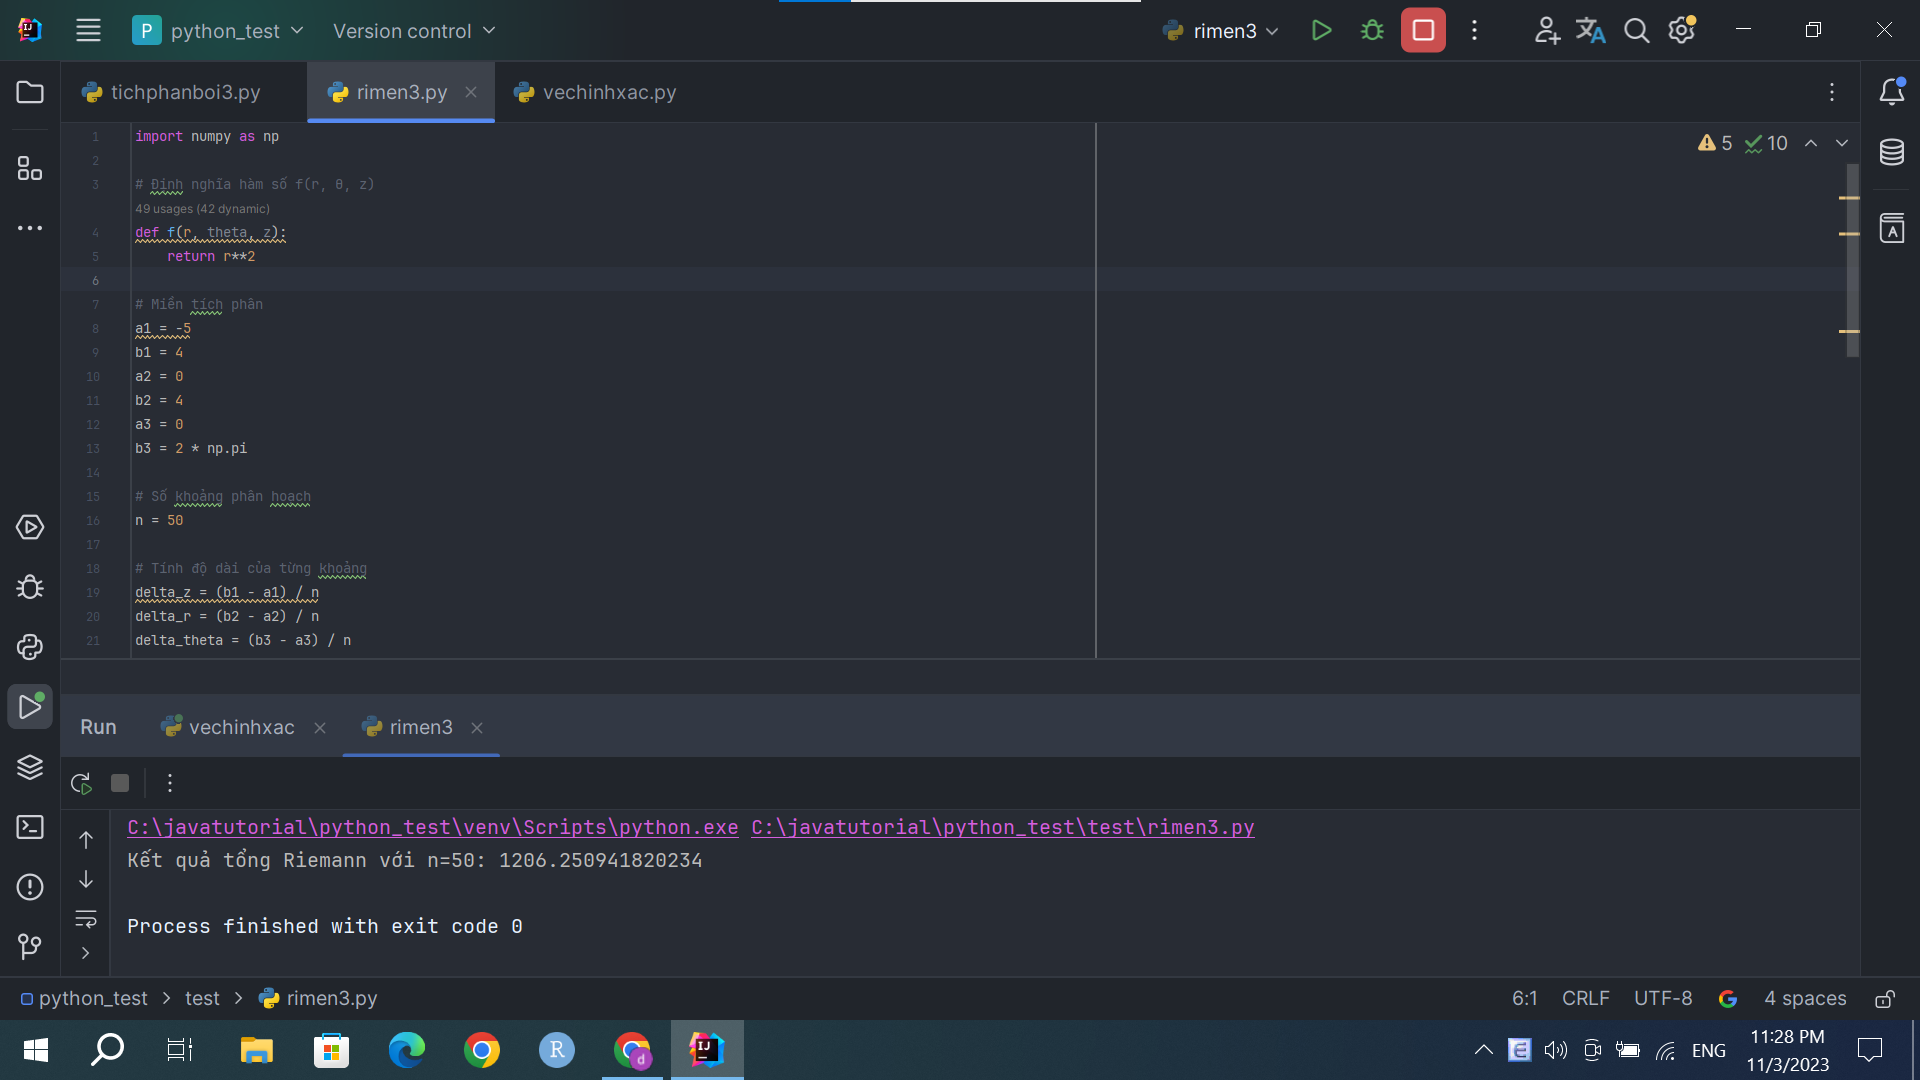 P python_test Version control rimen3
tichphanboi3.py rimen3.py vechinhxac.py
5 10
1 import numpy as np
2
3 # Định nghĩa hàm số f(r, θ, z)
49 usages (42 dynamic)
4 def f(r, theta, z):
5 return r**2
6
7 # Miền tích phân
8 a1 = -5
9 b1 = 4
10 a2 = 0
11 b2 = 4
12 a3 = 0
13 b3 = 2 * np.pi
14
15 # Số khoảng phân hoạch
16 n = 50
17
18 # Tính độ dài của từng khoảng
19 delta_z = (b1 - a1) / n
20 delta_r = (b2 - a2) / n
21 delta_theta = (b3 - a3) / n
Run vechinhxac rimen3
C:\javatutorial\python_test\venv\Scripts\python.exe C:\javatutorial\python_test\test\rimen3.py
Kết quả tổng Riemann với n=50: 1206.250941820234
Process finished with exit code 0
python_test > test > rimen3.py 6:1 CRLF UTF-8 4 spaces
ENG 11:28 PM
11/3/2023